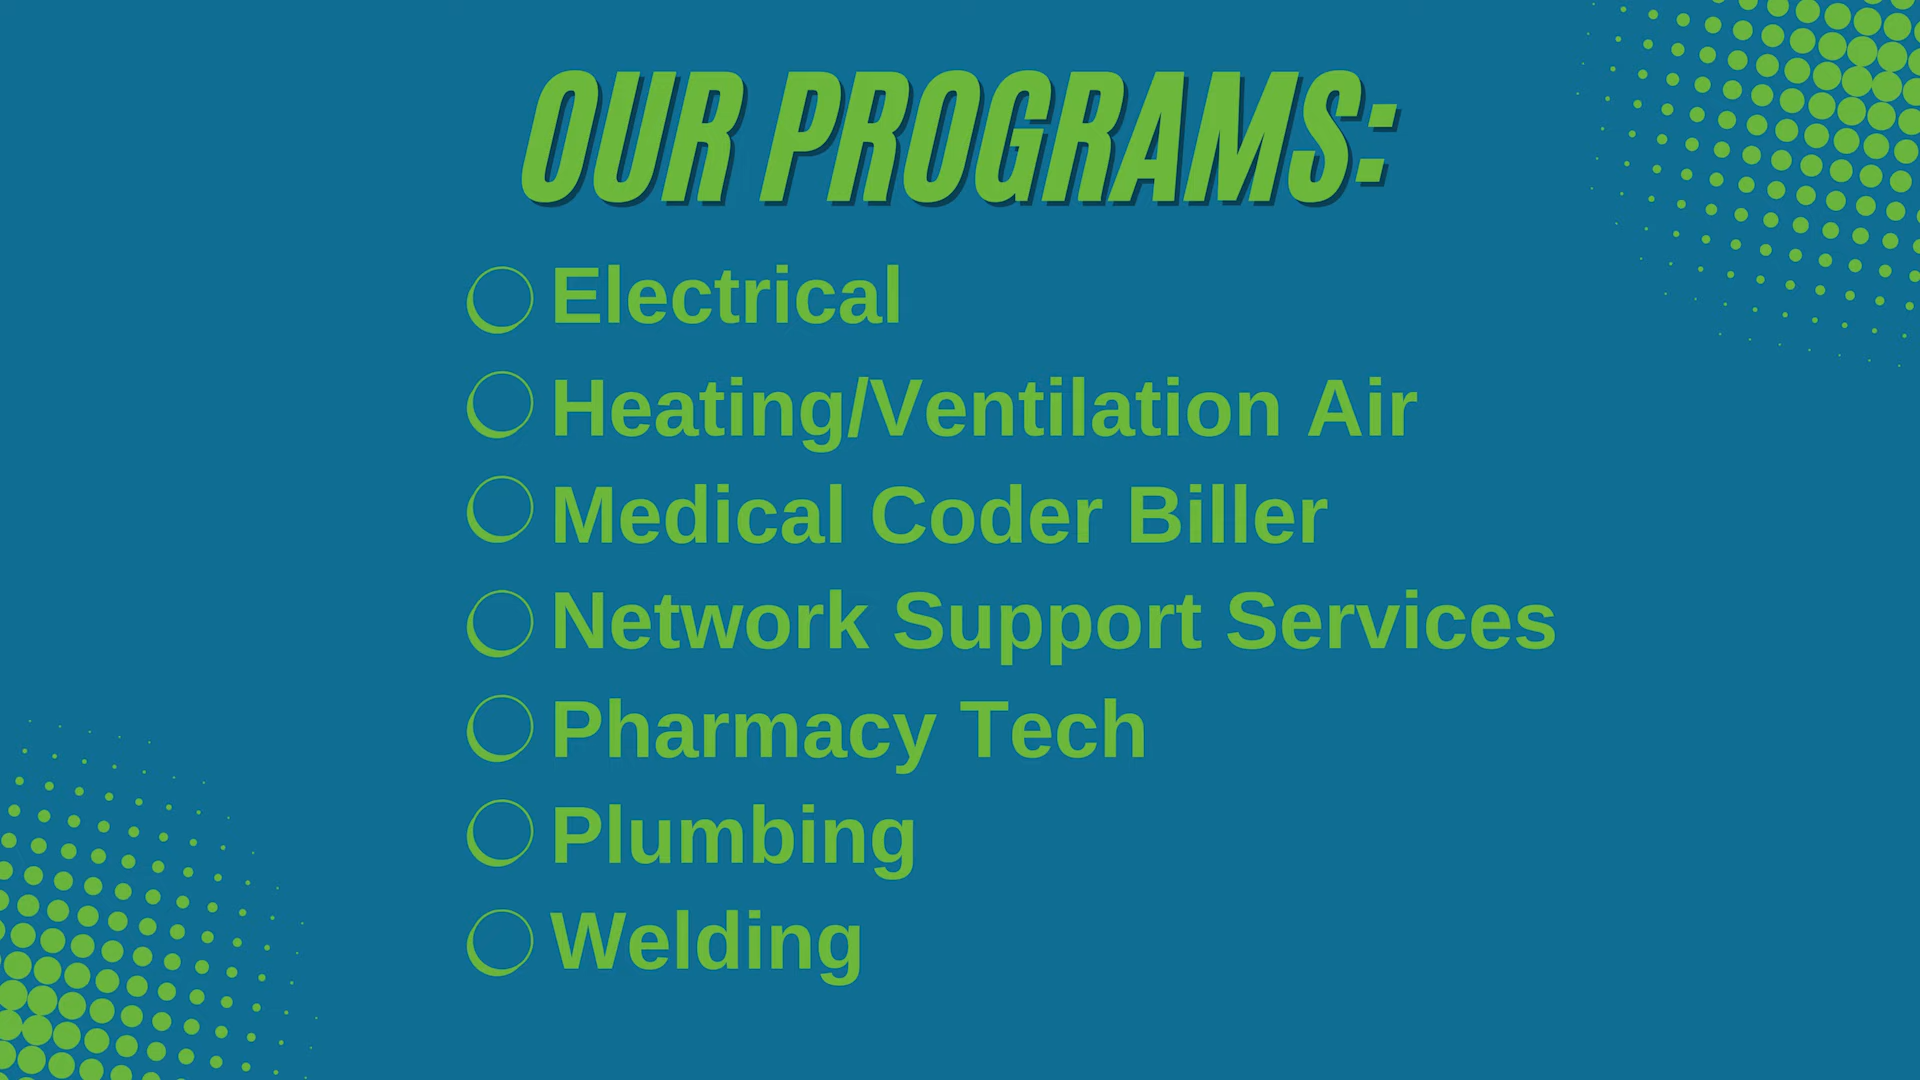 OUR PROGRAMS:
Electrical
Heating/Ventilation Air
Medical Coder Biller
Network Support Services
Pharmacy Tech
Plumbing
Welding